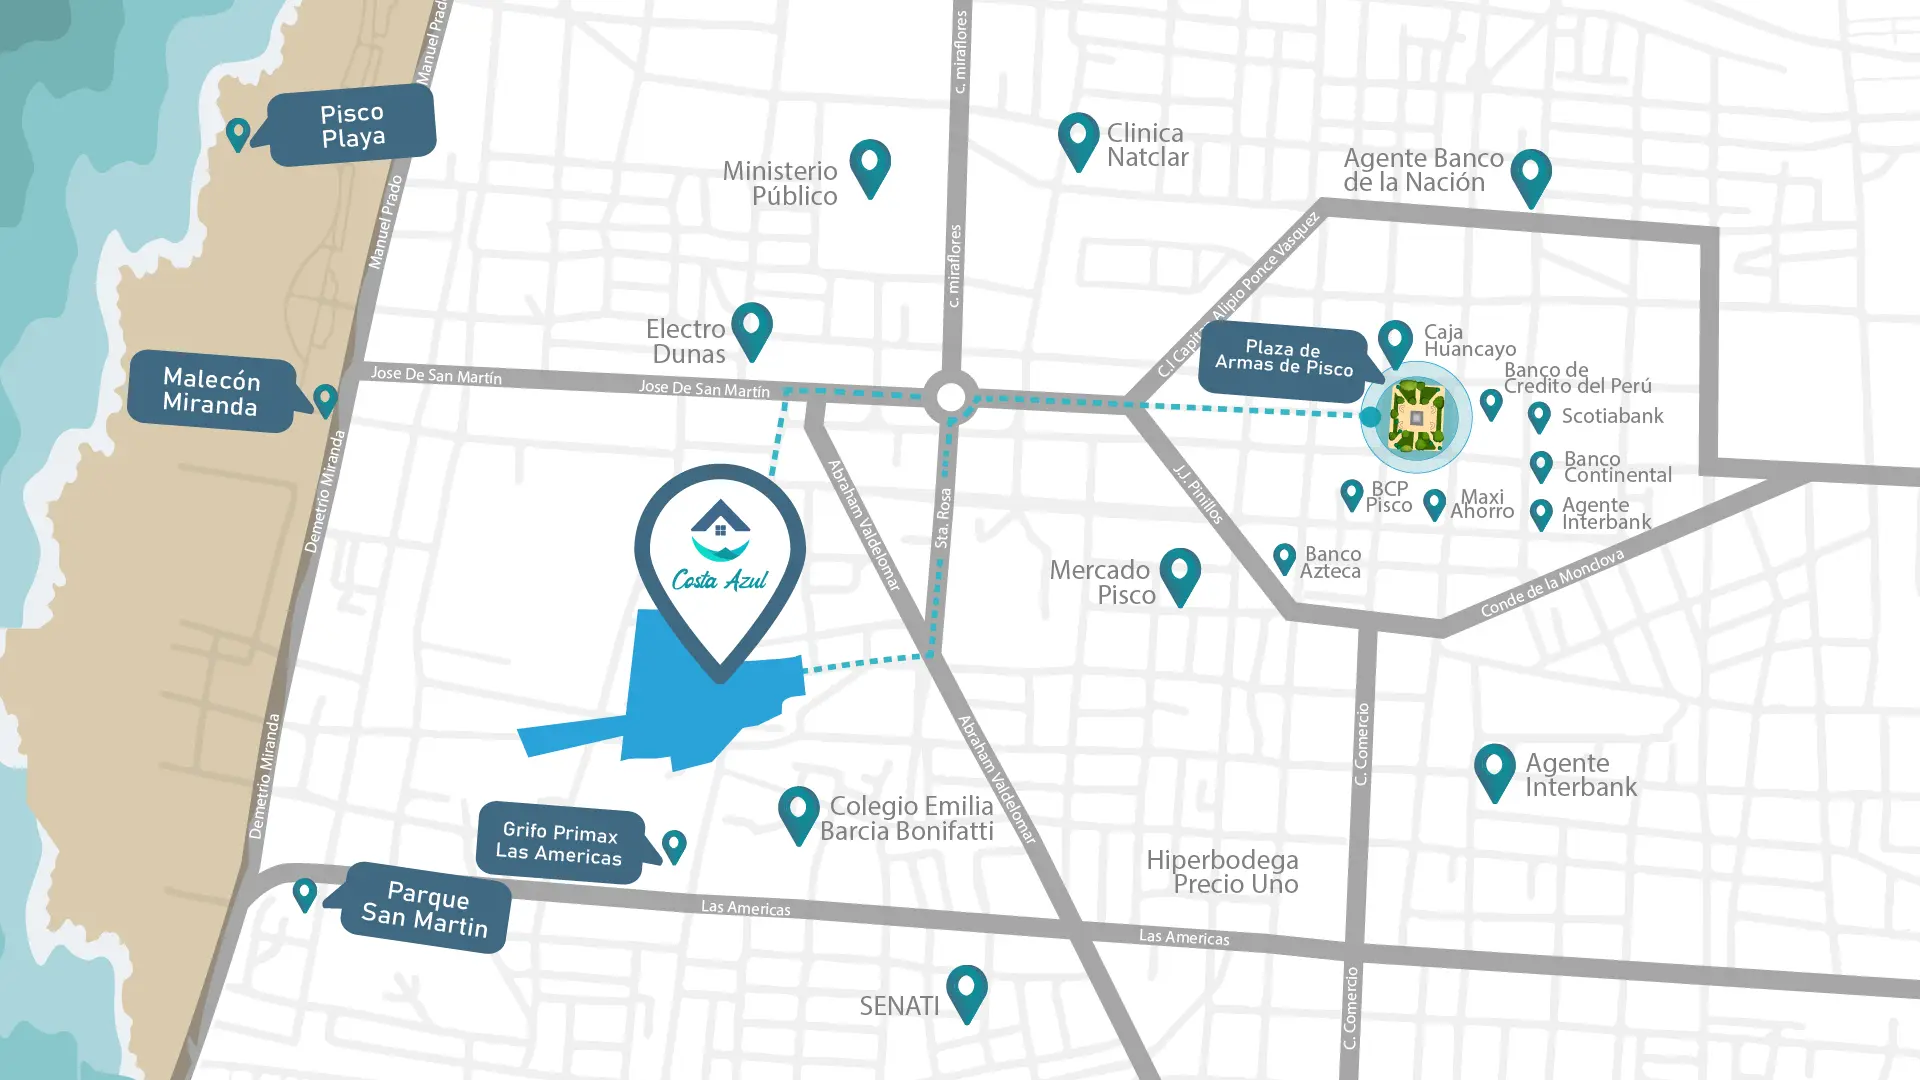 Manuel Prado
c. miraflores
Pisco
Playa
Clinica
Natclar
Ministerio
Público
Agente Banco
de la Nación
Manuel Prado
c. miraflores
C.I Capitan Alipio Ponce Vasquez
Electro
Dunas
Caja
Huancayo
Plaza de
Armas de Pisco
Banco de
Credito del Perú
Malecón
Miranda
Jose De San Martín
Jose De San Martín
Scotiabank
Banco
Continental
Demetrio Miranda
Abraham Valdelomar
Sta. Rosa
J.J. Pinillos
BCP
Pisco
Maxi
Ahorro
Agente
Interbank
Costa Azul
Mercado
Pisco
Banco
Azteca
Conde de la Monclova
Demetrio Miranda
Abraham Valdelomar
C. Comercio
Agente
Interbank
Colegio Emilia
Barcia Bonifatti
Grifo Primax
Las Americas
Hiperbodega
Precio Uno
Parque
San Martin
Las Americas
Las Americas
SENATI
C. Comercio